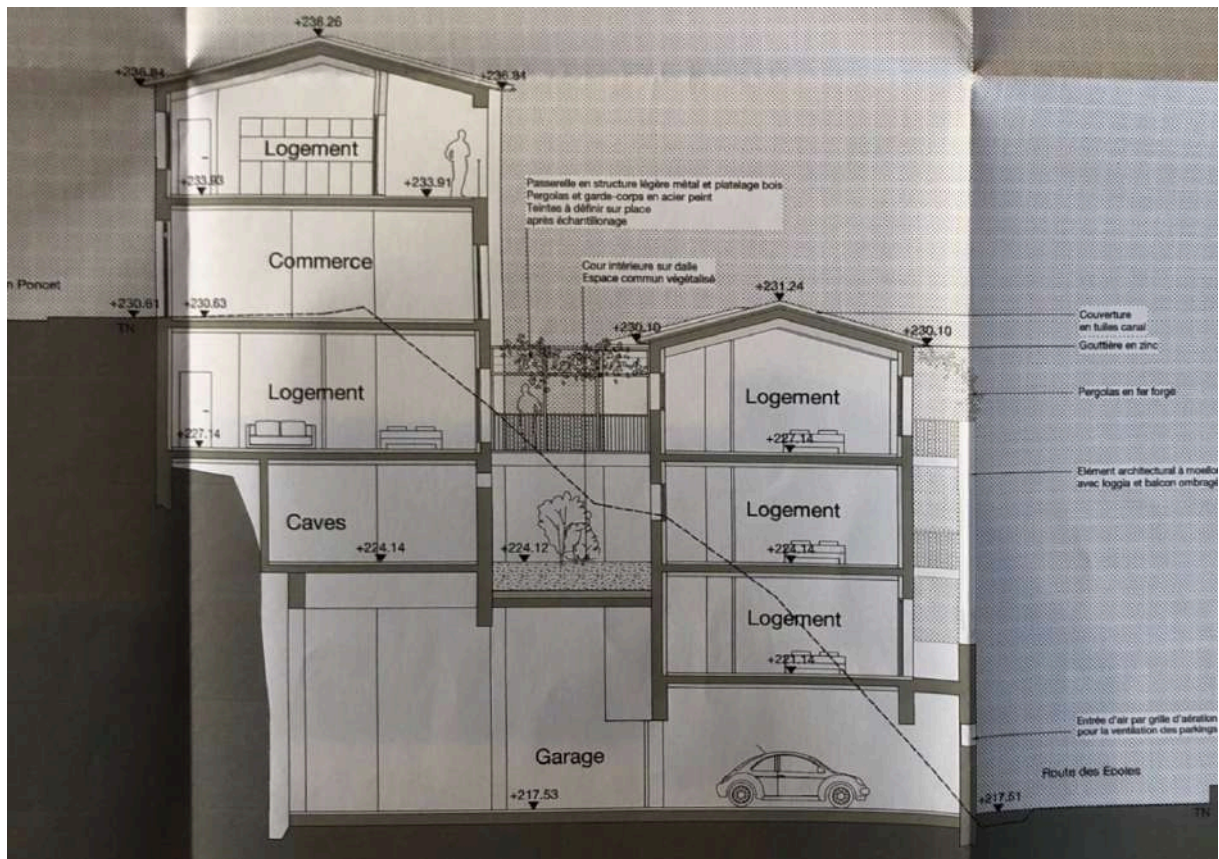 +238.26
+236.84
+236.84
Logement
+233.93
+233.91
Passerelle en structure légère métal et platelage bois
Pergolas et garde-corps en acier peint
Teintes à définir sur place
après échantillonage
Commerce
Cour intérieure sur dalle
Espace commun végétalisé
n Poncet
+230.61
+230.63
TN
+231.24
+230.10
+230.10
Couverture
en tuiles canal
Gouttière en zinc
Logement
Logement
Pergolas en fer forgé
+227.14
+227.14
Elément architectural à moellon
avec loggia et balcon ombragé
Caves
Logement
+224.14
+224.12
+224.14
Logement
+221.14
Entrée d'air par grille d'aération
pour la ventilation des parkings
Garage
Route des Ecoles
+217.53
+217.51
TN